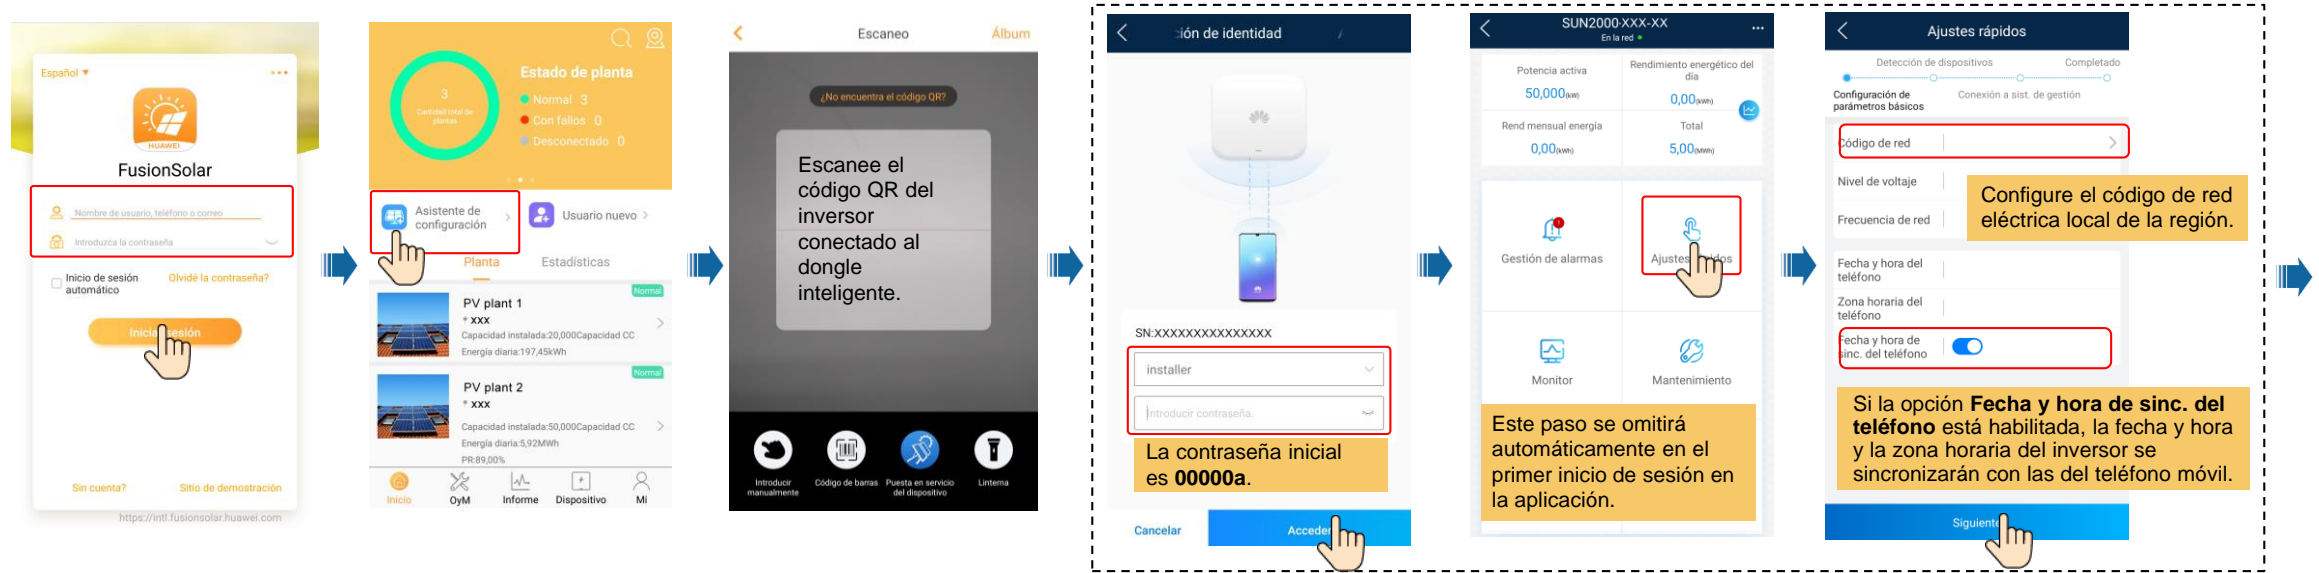 Español
HUAWEI
FusionSolar
Nombre de usuario, teléfono o correo
Introduzca la contraseña
Inicio de sesión
automático
Olvidé la contraseña?
Sin cuenta?
Sitio de demostración
https://intl.fusionsolar.huawei.com
3
Cantidad total de
plantas
Estado de planta
Normal 3
Con fallos 0
Desconectado 0
Asistente de
configuración
Usuario nuevo
Planta
Estadísticas
PV plant 1
Normal
* xxx
Capacidad instalada:20,000Capacidad CC
Energía diaria:197,45kWh
PV plant 2
Normal
* xxx
Capacidad instalada:50,000Capacidad CC
Energía diaria:5,92MWh
PR:89,00%
Inicio
OyM
Informe
Dispositivo
Mi
Escaneo
Álbum
¿No encuentra el código QR?
Escanee el
código QR del
inversor
conectado al
dongle
inteligente.
Introducir
manualmente
Código de barras
Puesta en servicio
del dispositivo
Linterna
ión de identidad
SN:XXXXXXXXXXXXXXX
installer
Introducir contraseña.
La contraseña inicial
es 00000a.
Cancelar
Acceder
SUN2000-XXX-XX
En la red
Potencia activa
50,000(kW)
Rendimiento energético del
día
0,00(kWh)
Rend mensual energía
0,00(kWh)
Total
5,00(MWh)
Gestión de alarmas
1
Monitor
Mantenimiento
Este paso se omitirá
automáticamente en el
primer inicio de sesión en
la aplicación.
Ajustes rápidos
Detección de dispositivos
Completado
Configuración de
parámetros básicos
Conexión a sist. de gestión
Código de red
Nivel de voltaje
Frecuencia de red
Configure el código de red
eléctrica local de la región.
Fecha y hora del
teléfono
Zona horaria del
teléfono
Fecha y hora de
sinc. del teléfono
Si la opción Fecha y hora de sinc. del
teléfono está habilitada, la fecha y hora
y la zona horaria del inversor se
sincronizarán con las del teléfono móvil.
Siguiente